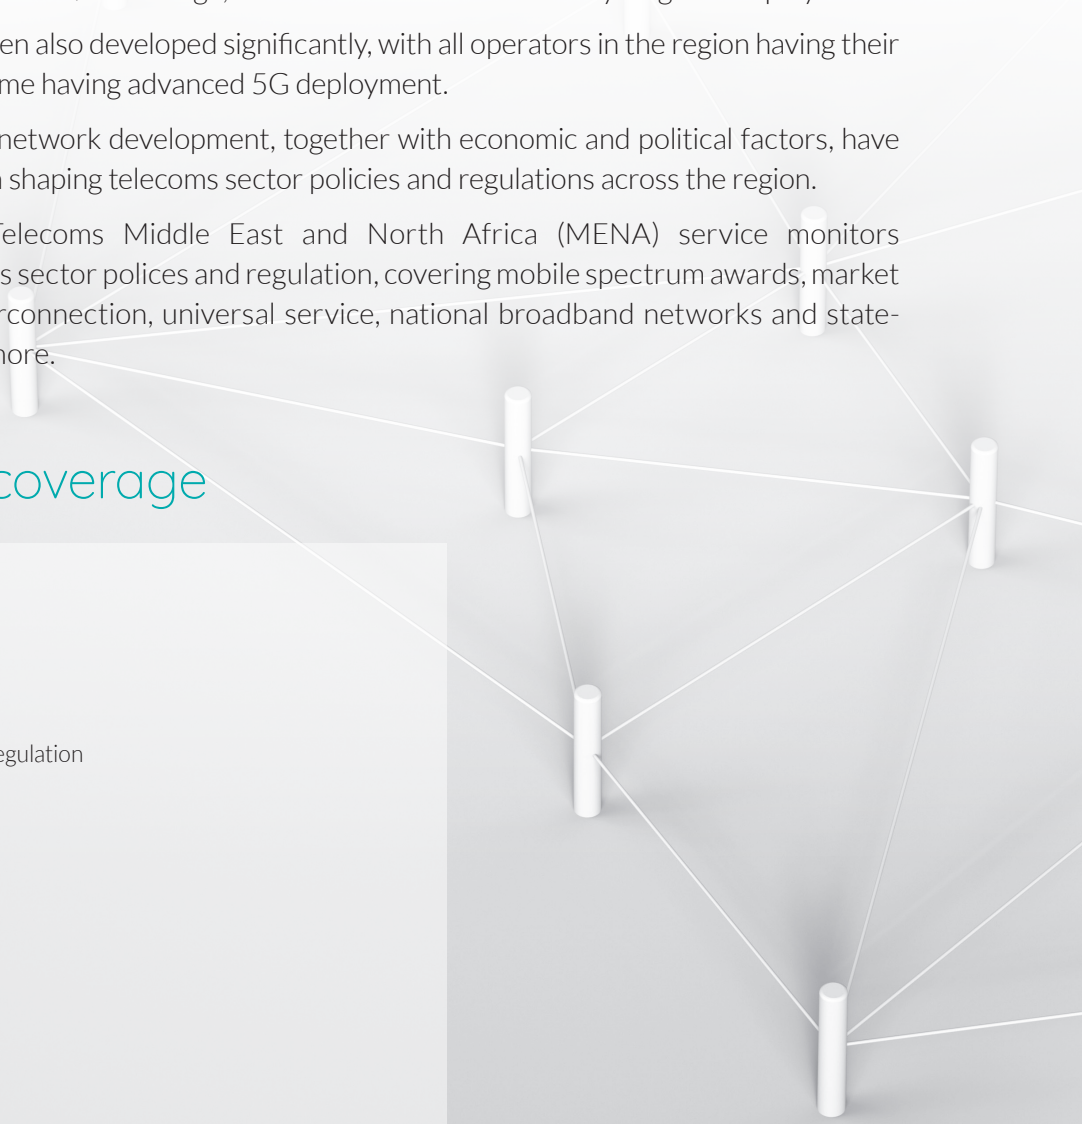 en also developed significantly, with all operators in the region having their
me having advanced 5G deployment.
network development, together with economic and political factors, have
shaping telecoms sector policies and regulations across the region.
Telecoms Middle East and North Africa (MENA) service monitors
s sector polices and regulation, covering mobile spectrum awards, market
rconnection, universal service, national broadband networks and state-
more.
coverage
egulation